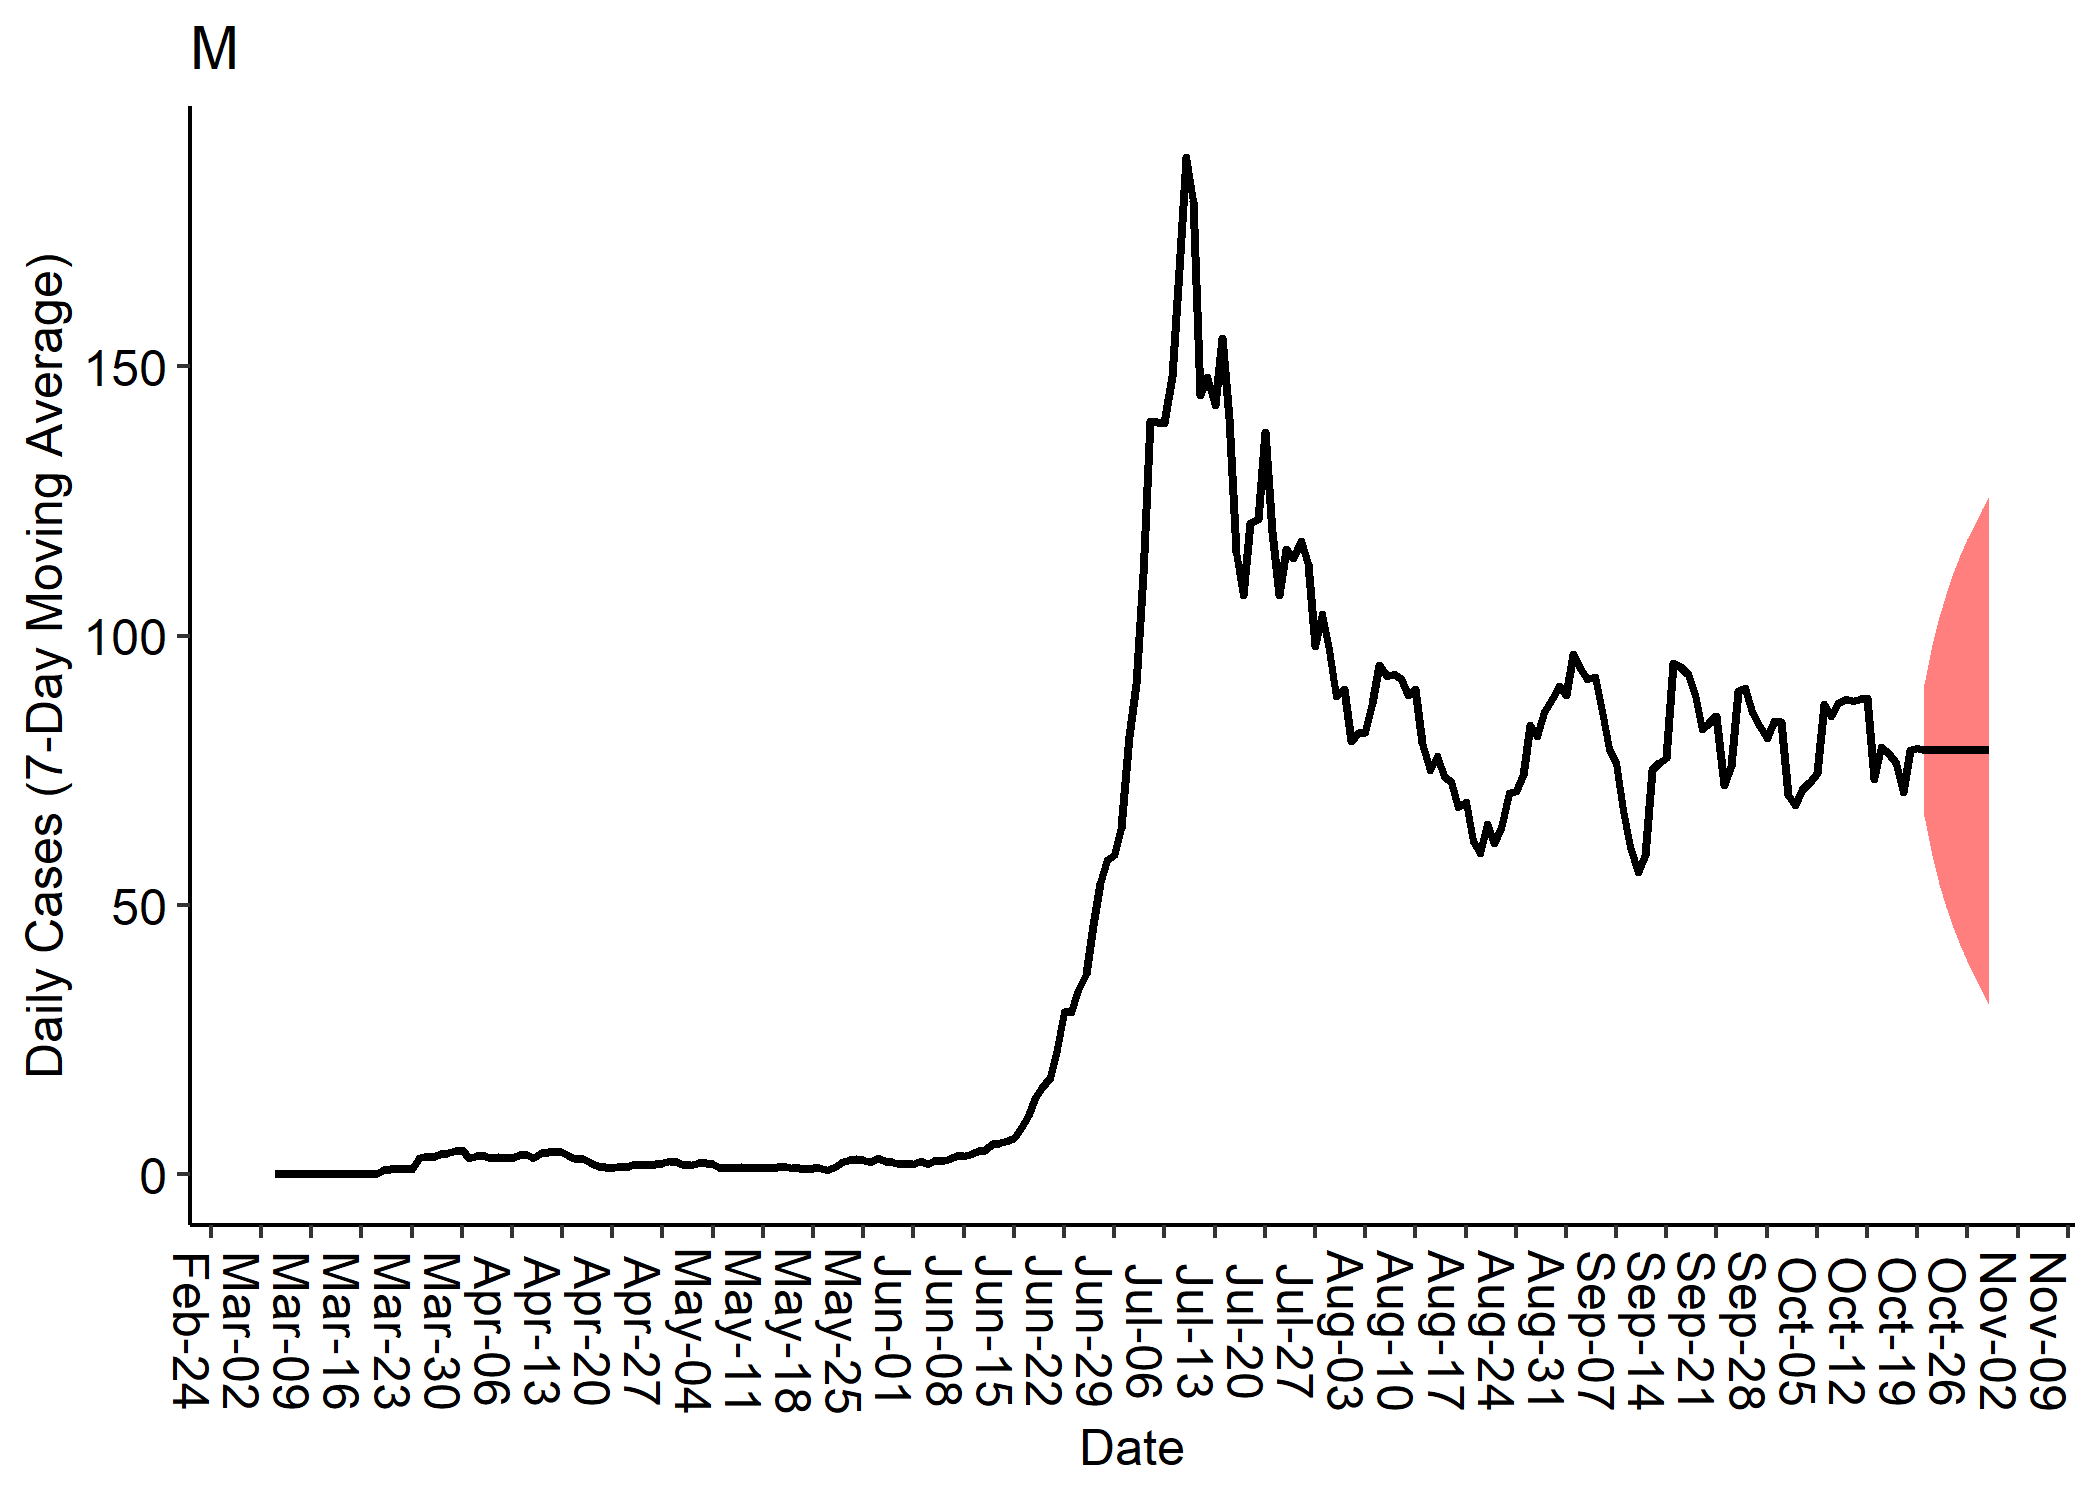 M
Daily Cases (7-Day Moving Average)
150
100
50
0
Feb-24
Mar-02
Mar-09
Mar-16
Mar-23
Mar-30
Apr-06
Apr-13
Apr-20
Apr-27
May-04
May-11
May-18
May-25
Jun-01
Jun-08
Jun-15
Jun-22
Jun-29
Jul-06
Jul-13
Jul-20
Jul-27
Aug-03
Aug-10
Aug-17
Aug-24
Aug-31
Sep-07
Sep-14
Sep-21
Sep-28
Oct-05
Oct-12
Oct-19
Oct-26
Nov-02
Nov-09
Date